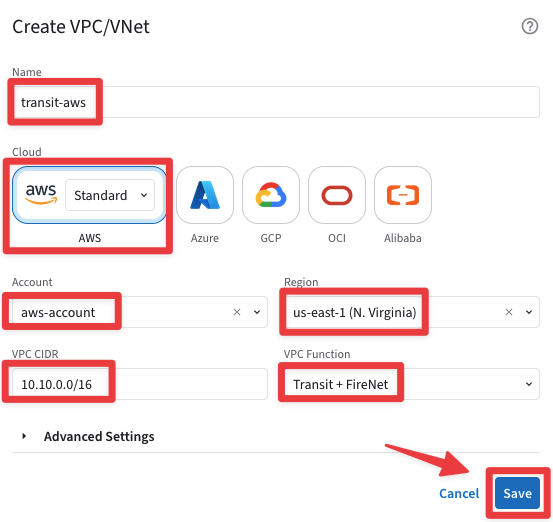 Create VPC/VNet
?
Name
transit-aws
Cloud
aws Standard
AWS Azure GCP OCI Alibaba
Account Region
aws-account × us-east-1 (N. Virginia) ×
VPC CIDR VPC Function
10.10.0.0/16 Transit + FireNet
Advanced Settings
Cancel Save